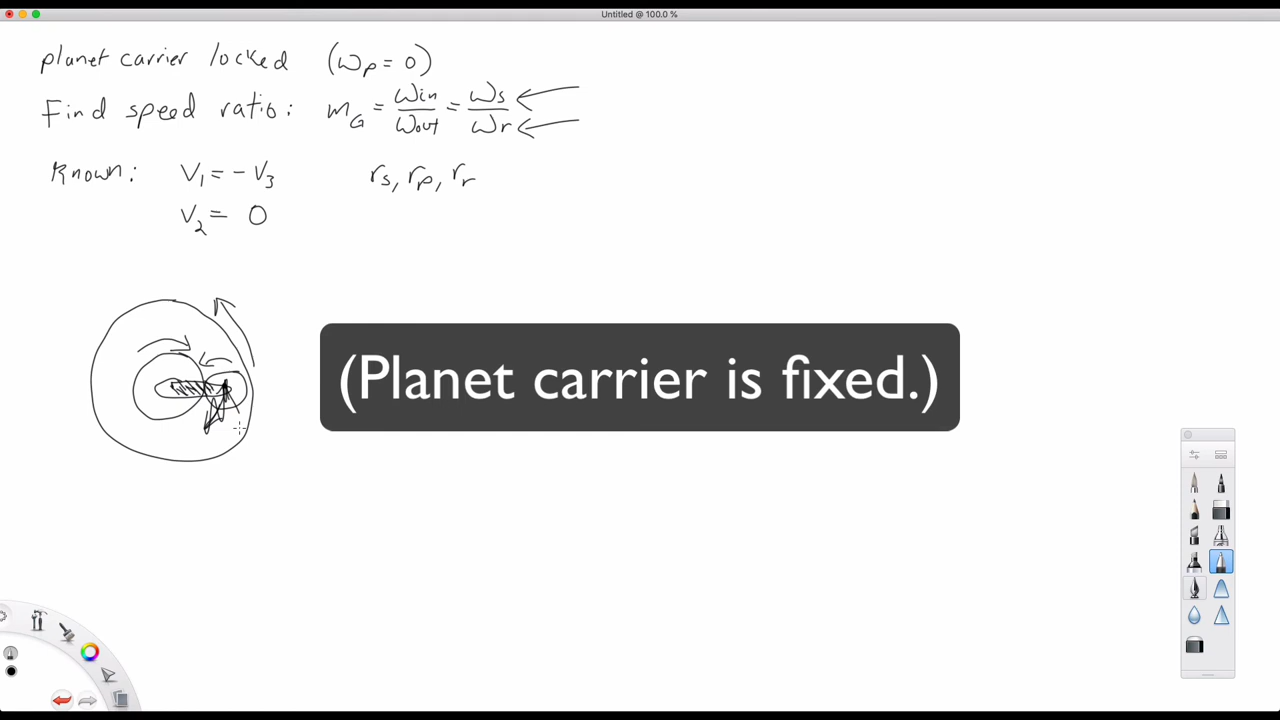 Untitled @ 100.0 %
planet carrier locked (ωp = 0)
Find speed ratio: mG = ωin/ωout = ωs/ωr
Known: V1 = - V3 rs, rp, rr
V2 = 0
(Planet carrier is fixed.)